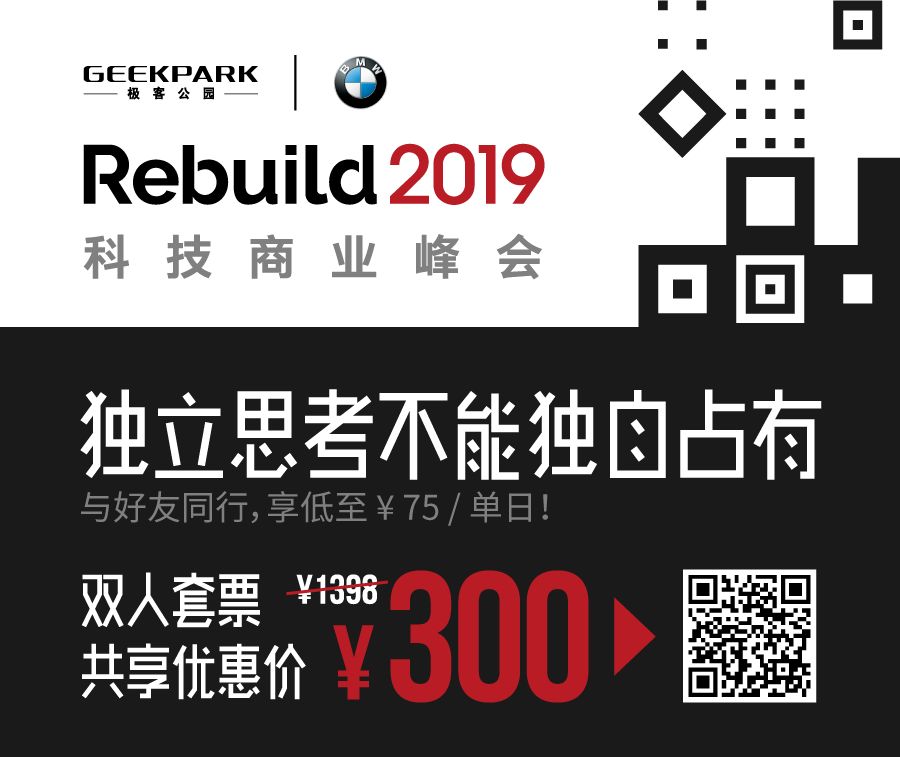 GEEKPARK
极客公园
BMW
Rebuild 2019
科技商业峰会
独立思考不能独自占有
与好友同行，享低至 ¥ 75 / 单日！
双人套票 ¥1398
共享优惠价 ¥300